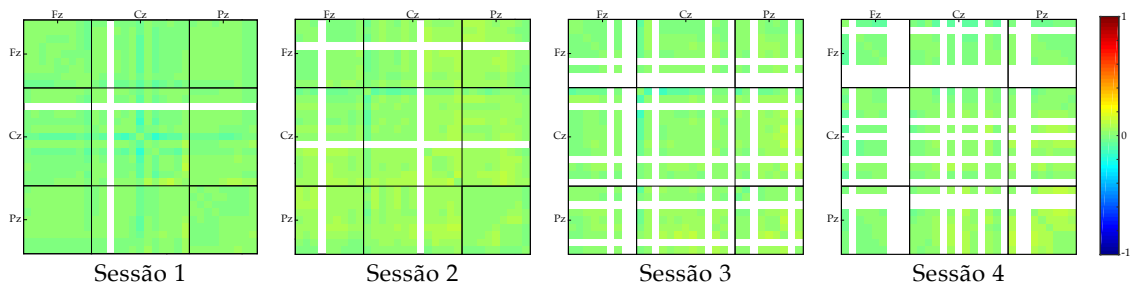 Fz Cz Pz Fz Cz Pz Fz Cz Pz Fz Cz Pz
1
Fz Fz Fz Fz
Cz Cz Cz Cz
0
Pz Pz Pz Pz
-1
Sessão 1 Sessão 2 Sessão 3 Sessão 4